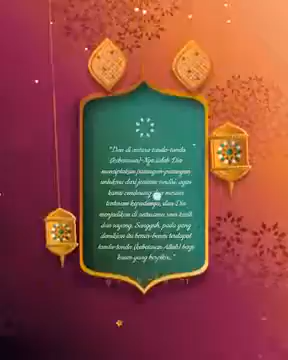 "Dan di antara tanda-tanda
(kebesaran)-Nya ialah Dia
menciptakan pasangan-pasangan
untukmu dari jenismu sendiri, agar
kamu cenderung dan merasa
tenteram kepadanya, dan Dia
menjadikan di antaramu rasa kasih
dan sayang. Sungguh, pada yang
demikian itu benar-benar terdapat
tanda-tanda (kebesaran Allah) bagi
kaum yang berpikir."